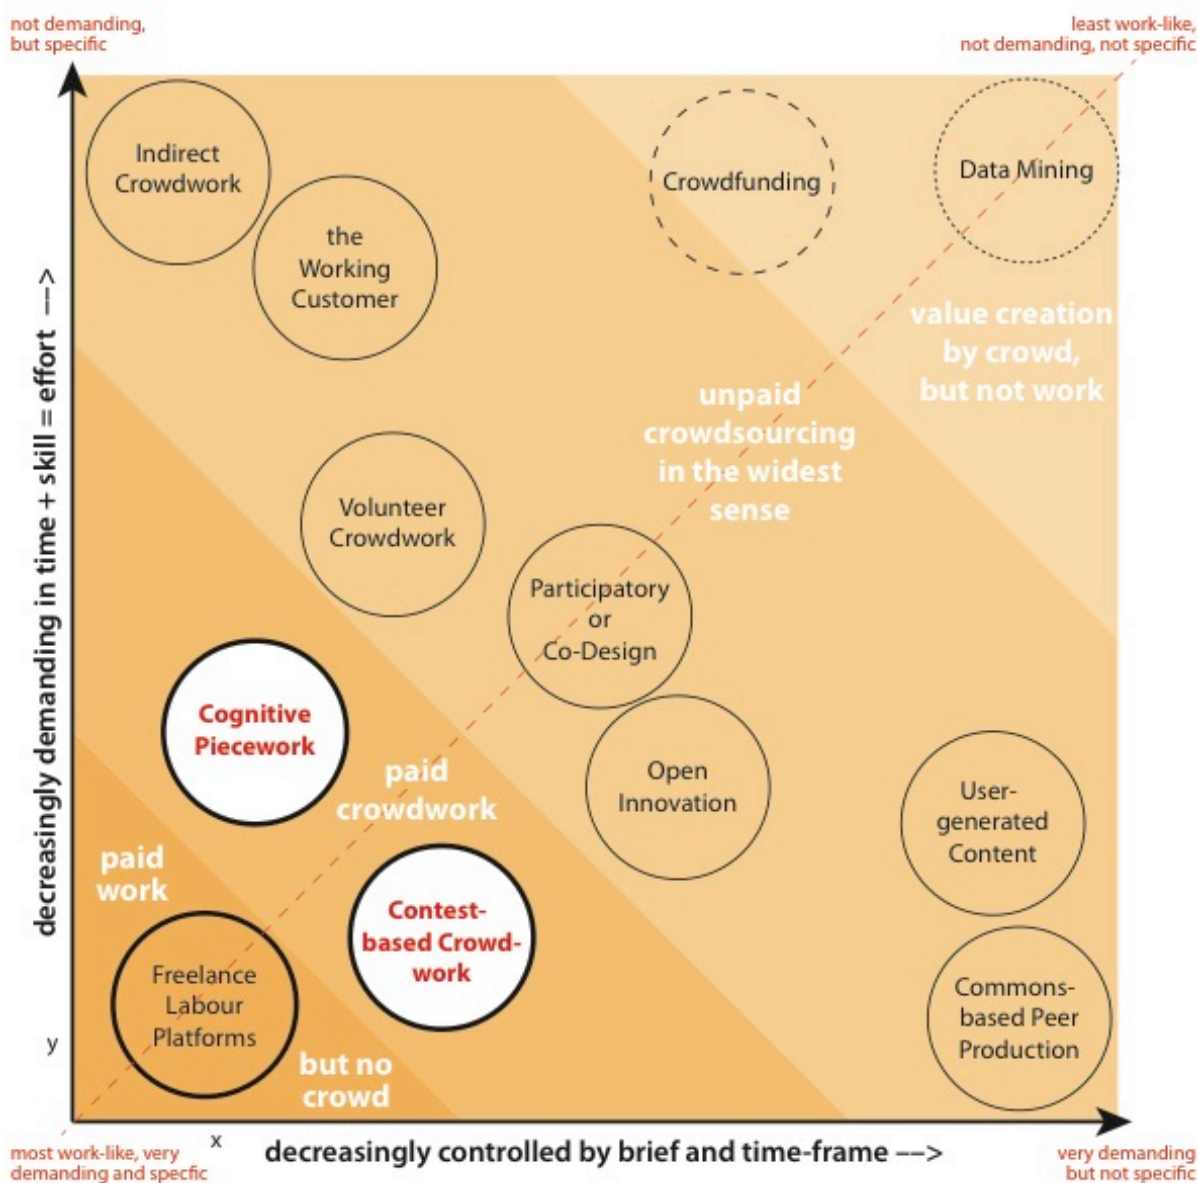 not demanding,
but specific
least work-like,
not demanding, not specific
Indirect
Crowdwork
the
Working
Customer
Crowdfunding
Data Mining
value creation
by crowd,
but not work
unpaid
crowdsourcing
in the widest
sense
Volunteer
Crowdwork
Participatory
or
Co-Design
Cognitive
Piecework
Open
Innovation
User-
generated
Content
paid
crowdwork
paid
work
Contest-
based Crowd-
work
Freelance
Labour
Platforms
Commons-
based Peer
Production
but no
crowd
decreasingly demanding in time + skill = effort -->
y
x
decreasingly controlled by brief and time-frame -->
most work-like, very
demanding and specfic
very demanding
but not specific